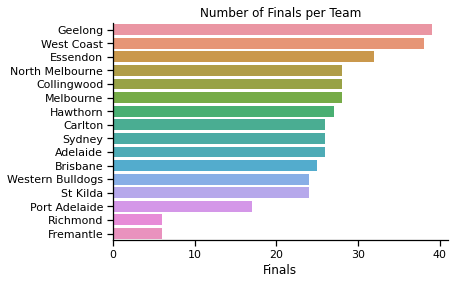 Number of Finals per Team
Geelong
West Coast
Essendon
North Melbourne
Collingwood
Melbourne
Hawthorn
Carlton
Sydney
Adelaide
Brisbane
Western Bulldogs
St Kilda
Port Adelaide
Richmond
Fremantle
0 10 20 30 40
Finals